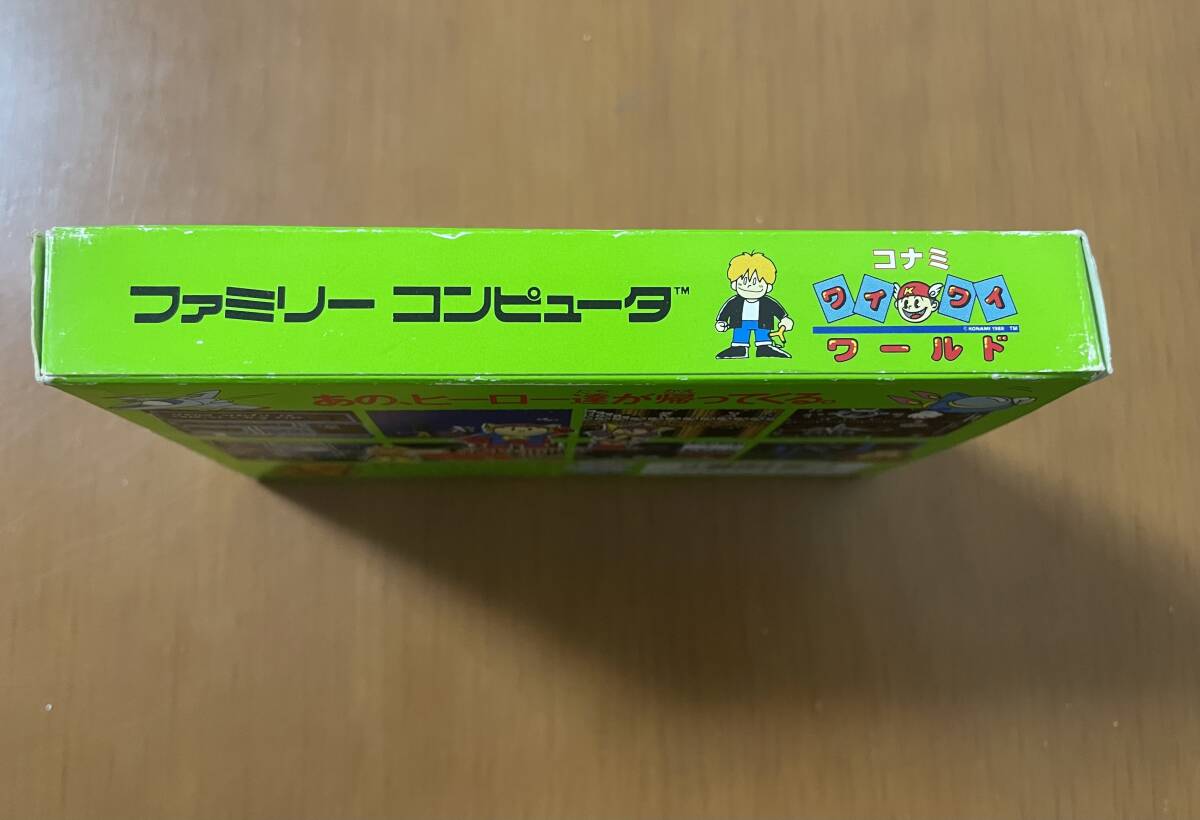 ファミリー コンピュータ™
コナミ
ワイワイ
K
© KONAMI 1988 ™
ワールド
あの、ヒーロー達が帰ってくる。